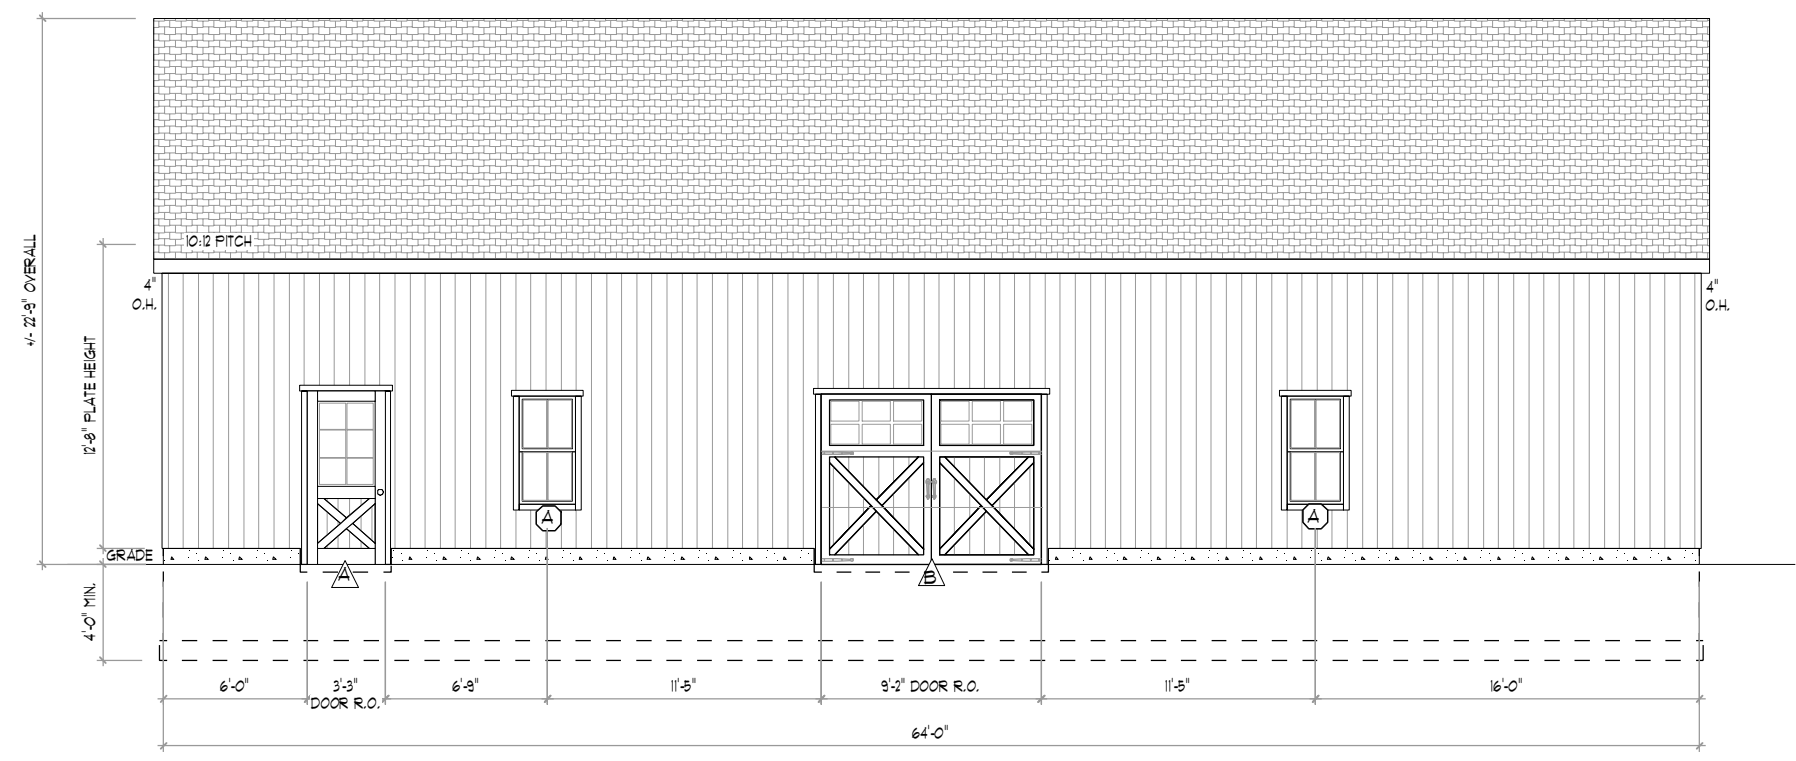 10:12 PITCH
+/- 22'-9" OVERALL
12'-8" PLATE HEIGHT
4"
O.H.
4"
O.H.
A
A
GRADE
A
B
4'-0" MIN.
6'-0"
3'-3"
DOOR R.O.
6'-9"
11'-5"
9'-2" DOOR R.O.
11'-5"
16'-0"
64'-0"